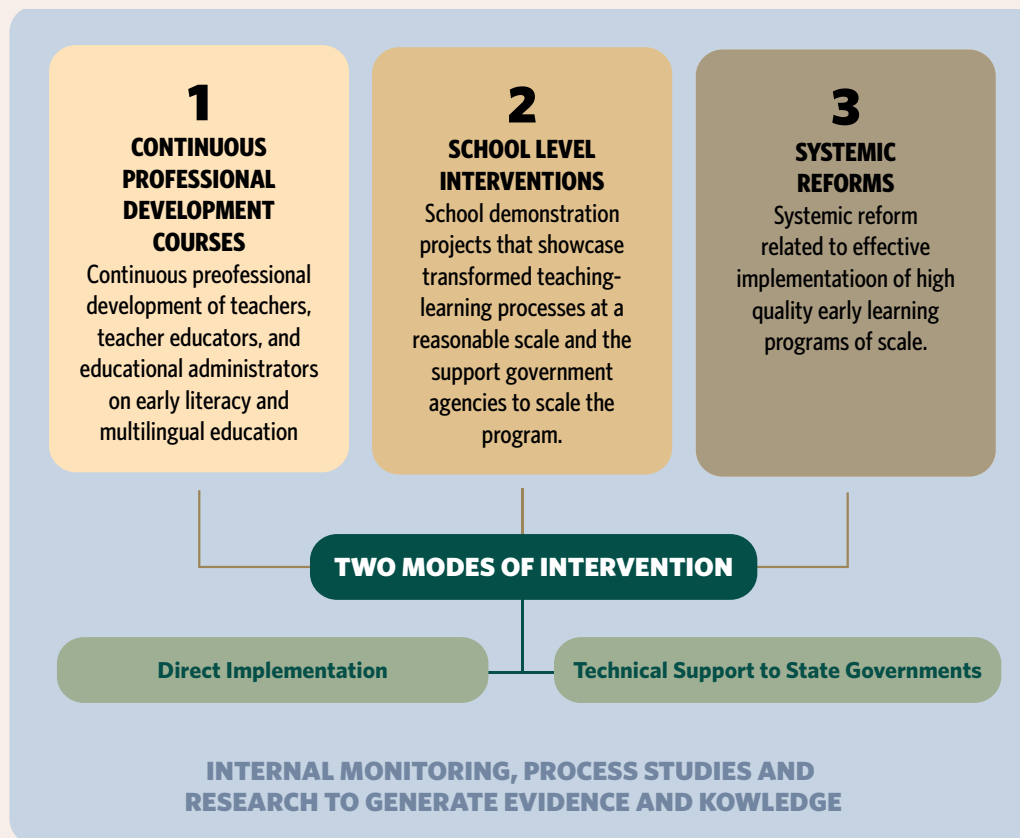 1
CONTINUOUS
PROFESSIONAL
DEVELOPMENT
COURSES
Continuous preofessional
development of teachers,
teacher educators, and
educational administrators
on early literacy and
multilingual education
2
SCHOOL LEVEL
INTERVENTIONS
School demonstration
projects that showcase
transformed teaching-
learning processes at a
reasonable scale and the
support government
agencies to scale the
program.
3
SYSTEMIC
REFORMS
Systemic reform
related to effective
implementatioon of high
quality early learning
programs of scale.
TWO MODES OF INTERVENTION
Direct Implementation
Technical Support to State Governments
INTERNAL MONITORING, PROCESS STUDIES AND
RESEARCH TO GENERATE EVIDENCE AND KOWLEDGE